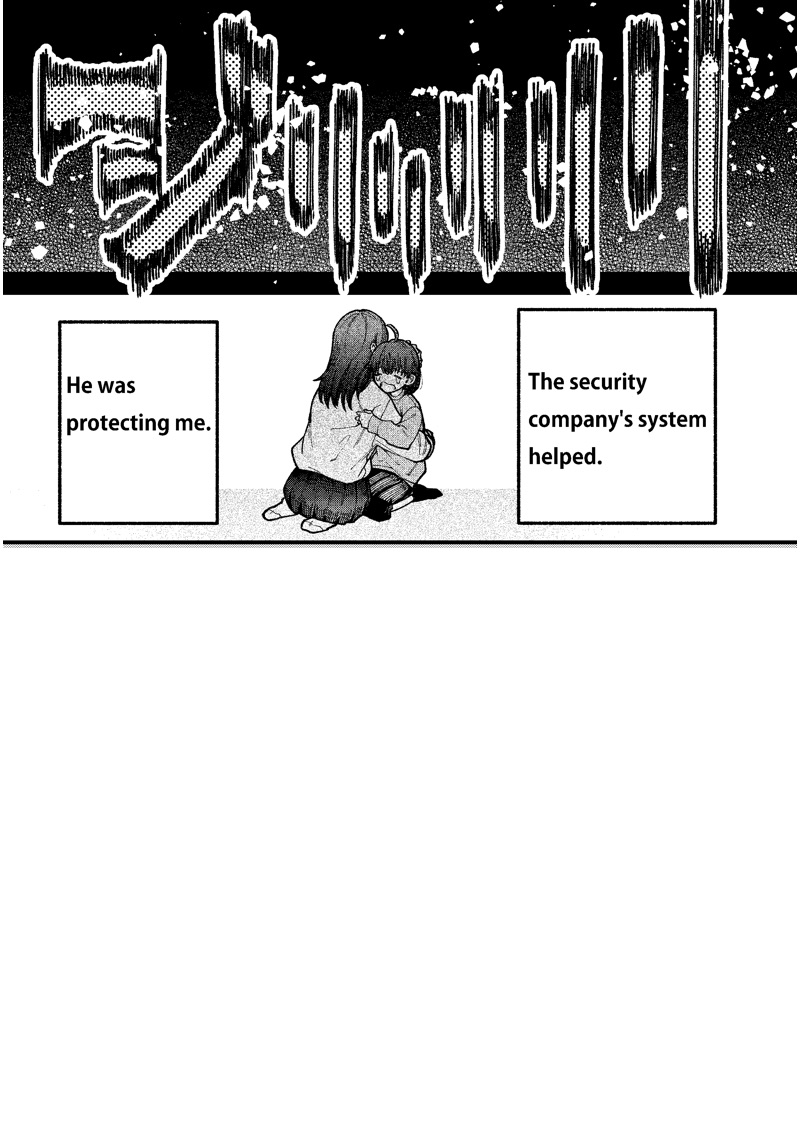 The security
company's system
helped.
He was
protecting me.